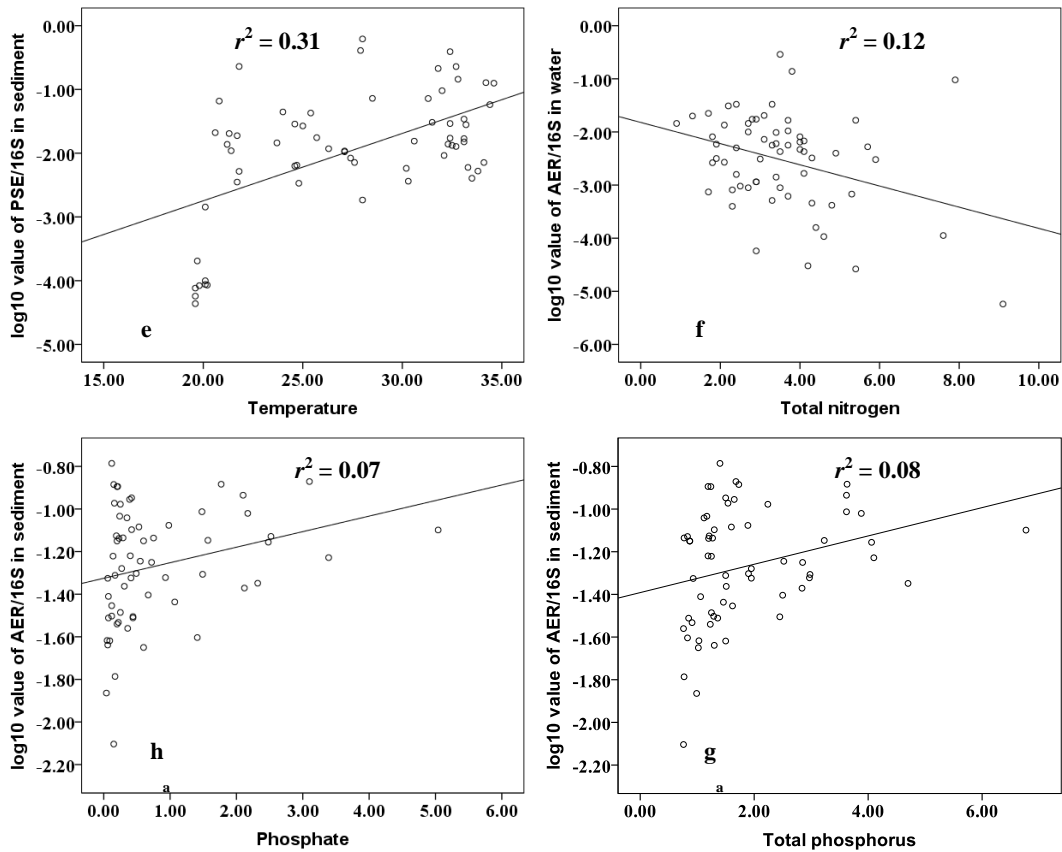 r² = 0.31
log10 value of PSE/16S in sediment
0.00
-1.00
-2.00
-3.00
-4.00
-5.00
e
15.00 20.00 25.00 30.00 35.00
Temperature
r² = 0.12
log10 value of AER/16S in water
0.00
-1.00
-2.00
-3.00
-4.00
-5.00
-6.00
f
0.00 2.00 4.00 6.00 8.00 10.00
Total nitrogen
r² = 0.07
log10 value of AER/16S in sediment
-0.80
-1.00
-1.20
-1.40
-1.60
-1.80
-2.00
-2.20
h
a
0.00 1.00 2.00 3.00 4.00 5.00 6.00
Phosphate
r² = 0.08
log10 value of AER/16S in sediment
-0.80
-1.00
-1.20
-1.40
-1.60
-1.80
-2.00
-2.20
g
a
0.00 2.00 4.00 6.00
Total phosphorus